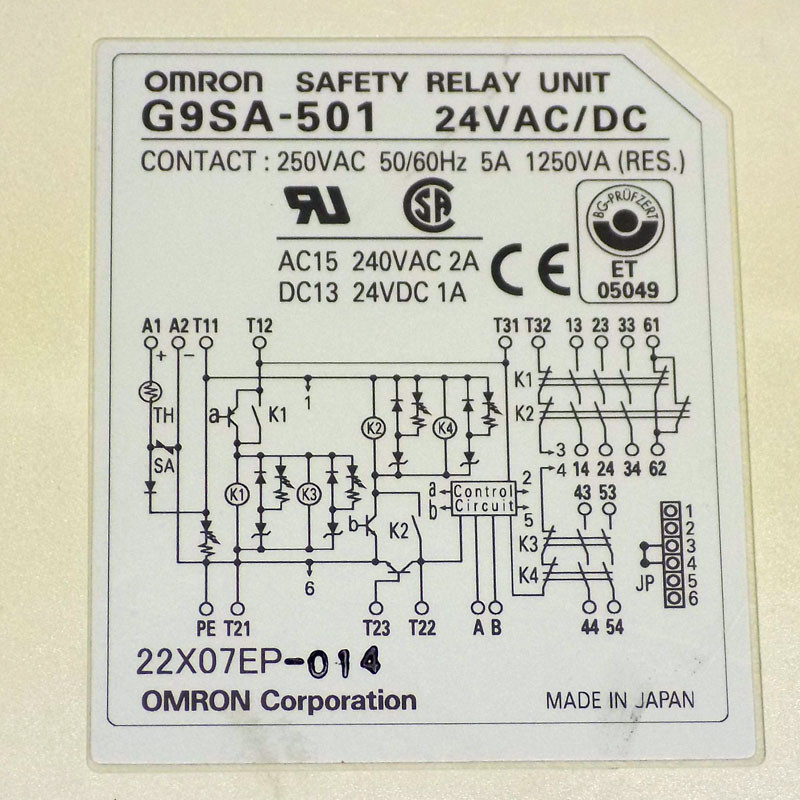 OMRON SAFETY RELAY UNIT
G9SA-501 24VAC/DC
CONTACT : 250VAC 50/60Hz 5A 1250VA (RES.)
RU SA
BG-PRÜFZERT
ET
05049
CE
AC15 240VAC 2A
DC13 24VDC 1A
A1 A2 T11 T12 T31 T32 13 23 33 61
+ −
K1
K2
TH
a K1
1
K2 K4
SA
3
4 14 24 34 62
K1 K3
a Control 2
b Circuit 5
43 53
b K2
K3
K4
1
2
3
4
5
6
JP
6
PE T21 T23 T22 A B 44 54
22X07EP-014
OMRON Corporation MADE IN JAPAN